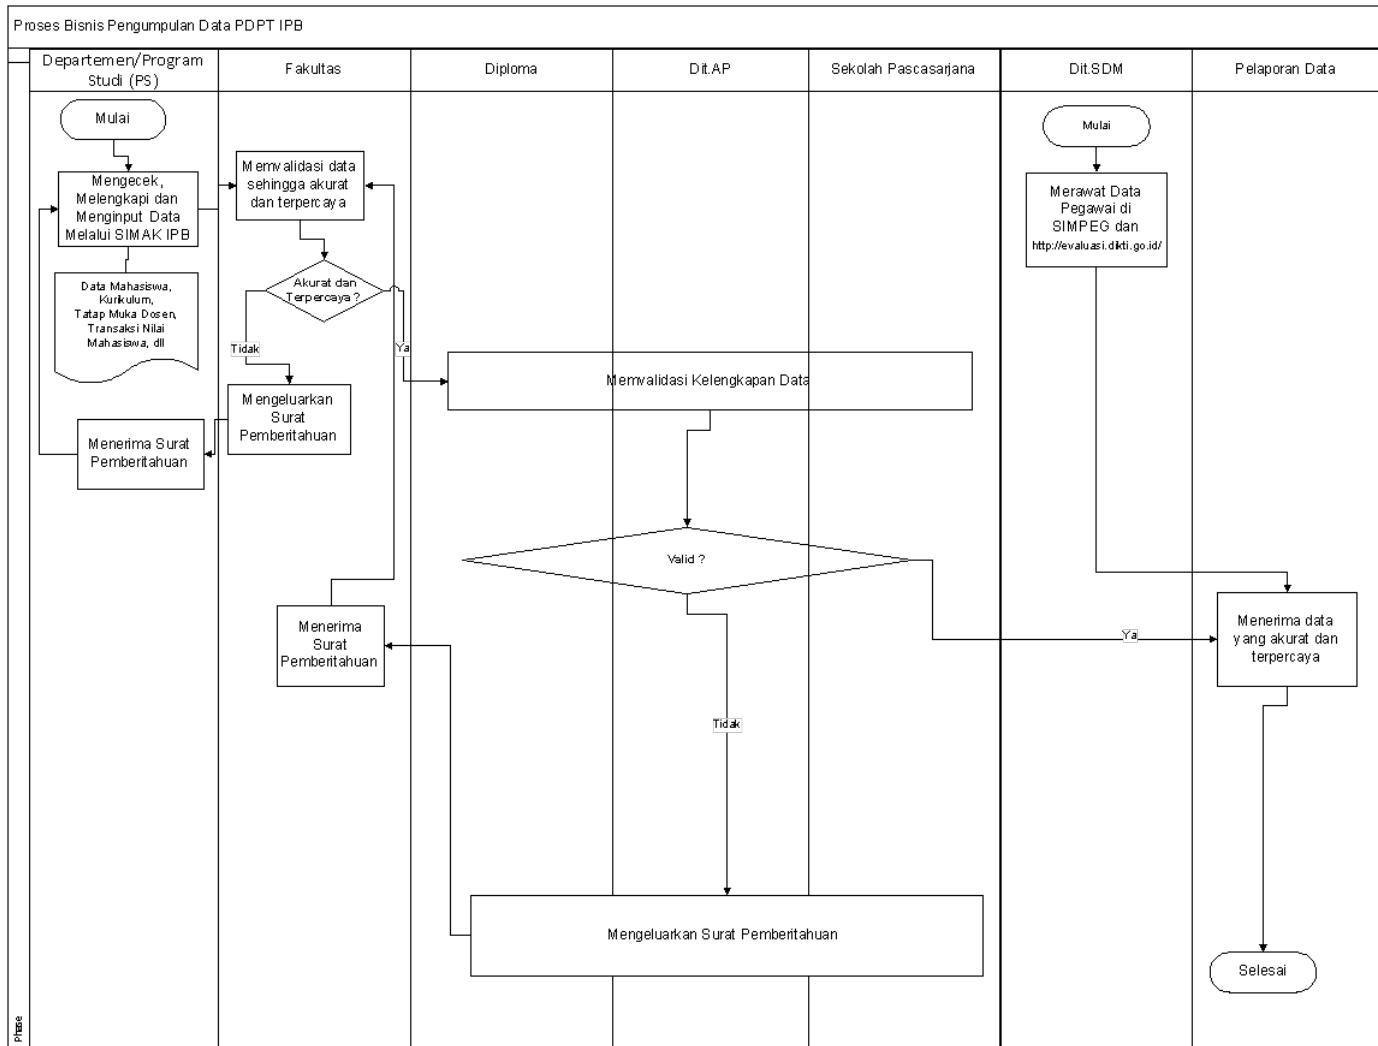 Proses Bisnis Pengumpulan Data PDPT IPB
Departemen/Program
Studi (PS)
Fakultas
Diploma
Dit.AP
Sekolah Pascasarjana
Dit.SDM
Pelaporan Data
Mulai
Mengecek,
Melengkapi dan
Menginput Data
Melalui SIMAK IPB
Data Mahasiswa,
Kurikulum,
Tatap Muka Dosen,
Transaksi Nilai
Mahasiswa, dll
Menerima Surat
Pemberitahuan
Memvalidasi data
sehingga akurat
dan terpercaya
Akurat dan
Terpercaya ?
Tidak
Ya
Mengeluarkan
Surat
Pemberitahuan
Menerima
Surat
Pemberitahuan
Memvalidasi Kelengkapan Data
Valid ?
Tidak
Ya
Mengeluarkan Surat Pemberitahuan
Mulai
Merawat Data
Pegawai di
SIMPEG dan
http://evaluasi.dikti.go.id/
Menerima data
yang akurat dan
terpercaya
Selesai
Phase